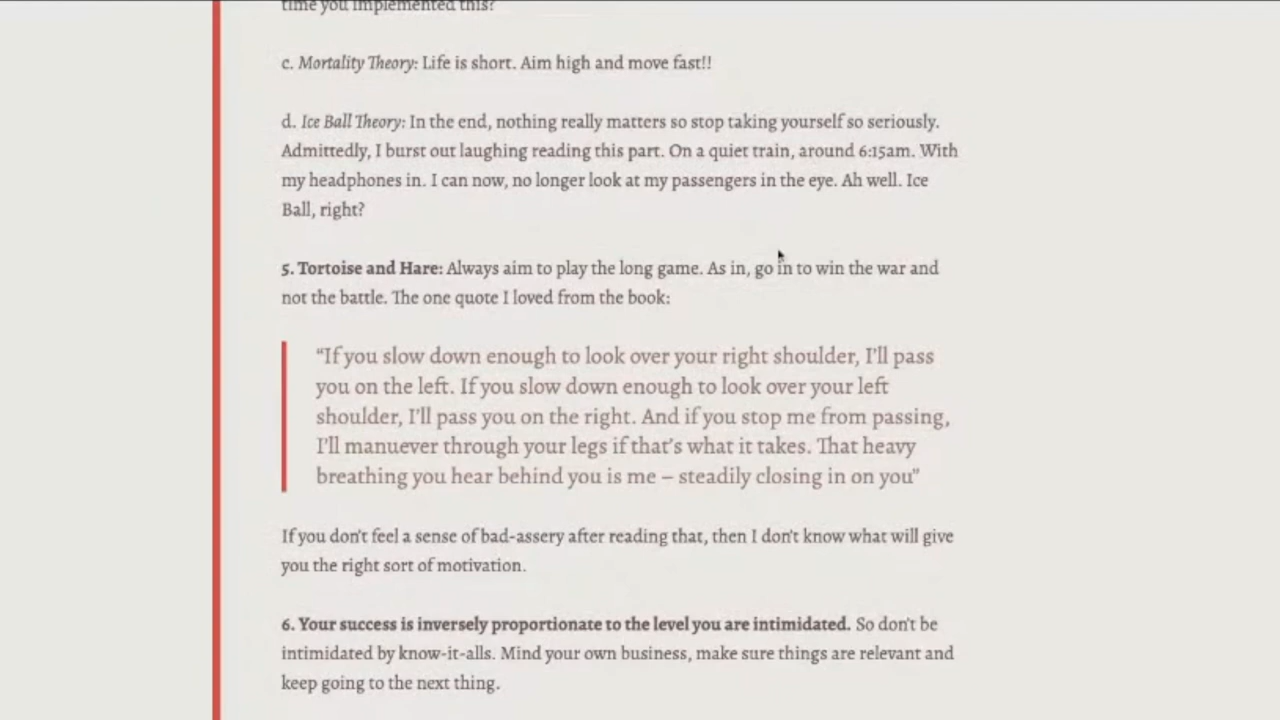 time you implemented this?
c. Mortality Theory: Life is short. Aim high and move fast!!
d. Ice Ball Theory: In the end, nothing really matters so stop taking yourself so seriously.
Admittedly, I burst out laughing reading this part. On a quiet train, around 6:15am. With
my headphones in. I can now, no longer look at my passengers in the eye. Ah well. Ice
Ball, right?
5. Tortoise and Hare: Always aim to play the long game. As in, go in to win the war and
not the battle. The one quote I loved from the book:
“If you slow down enough to look over your right shoulder, I’ll pass
you on the left. If you slow down enough to look over your left
shoulder, I’ll pass you on the right. And if you stop me from passing,
I’ll manuever through your legs if that’s what it takes. That heavy
breathing you hear behind you is me – steadily closing in on you”
If you don’t feel a sense of bad-assery after reading that, then I don’t know what will give
you the right sort of motivation.
6. Your success is inversely proportionate to the level you are intimidated. So don’t be
intimidated by know-it-alls. Mind your own business, make sure things are relevant and
keep going to the next thing.